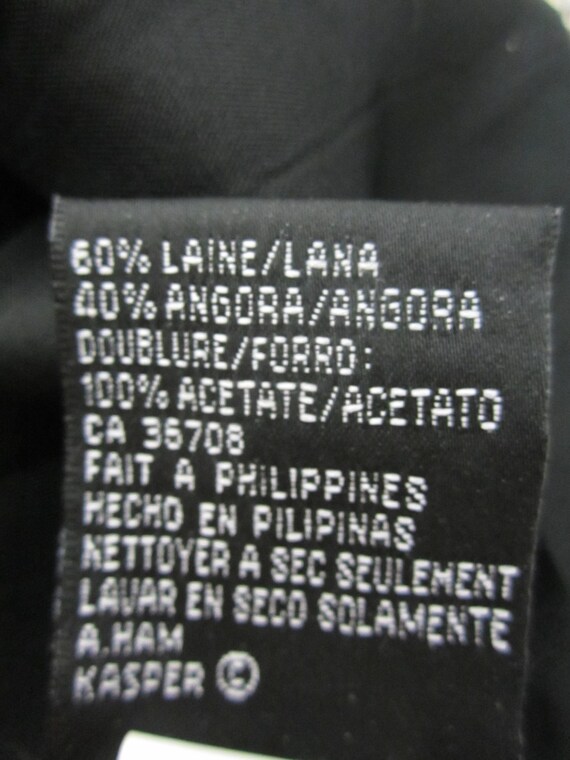 60% LAINE/LANA
40% ANGORA/ANGORA
DOUBLURE/FORRO:
100% ACETATE/ACETATO
CA 36708
FAIT A PHILIPPINES
HECHO EN PILIPINAS
NETTOYER A SEC SEULEMENT
LAVAR EN SECO SOLAMENTE
A.HAM
KASPER ©